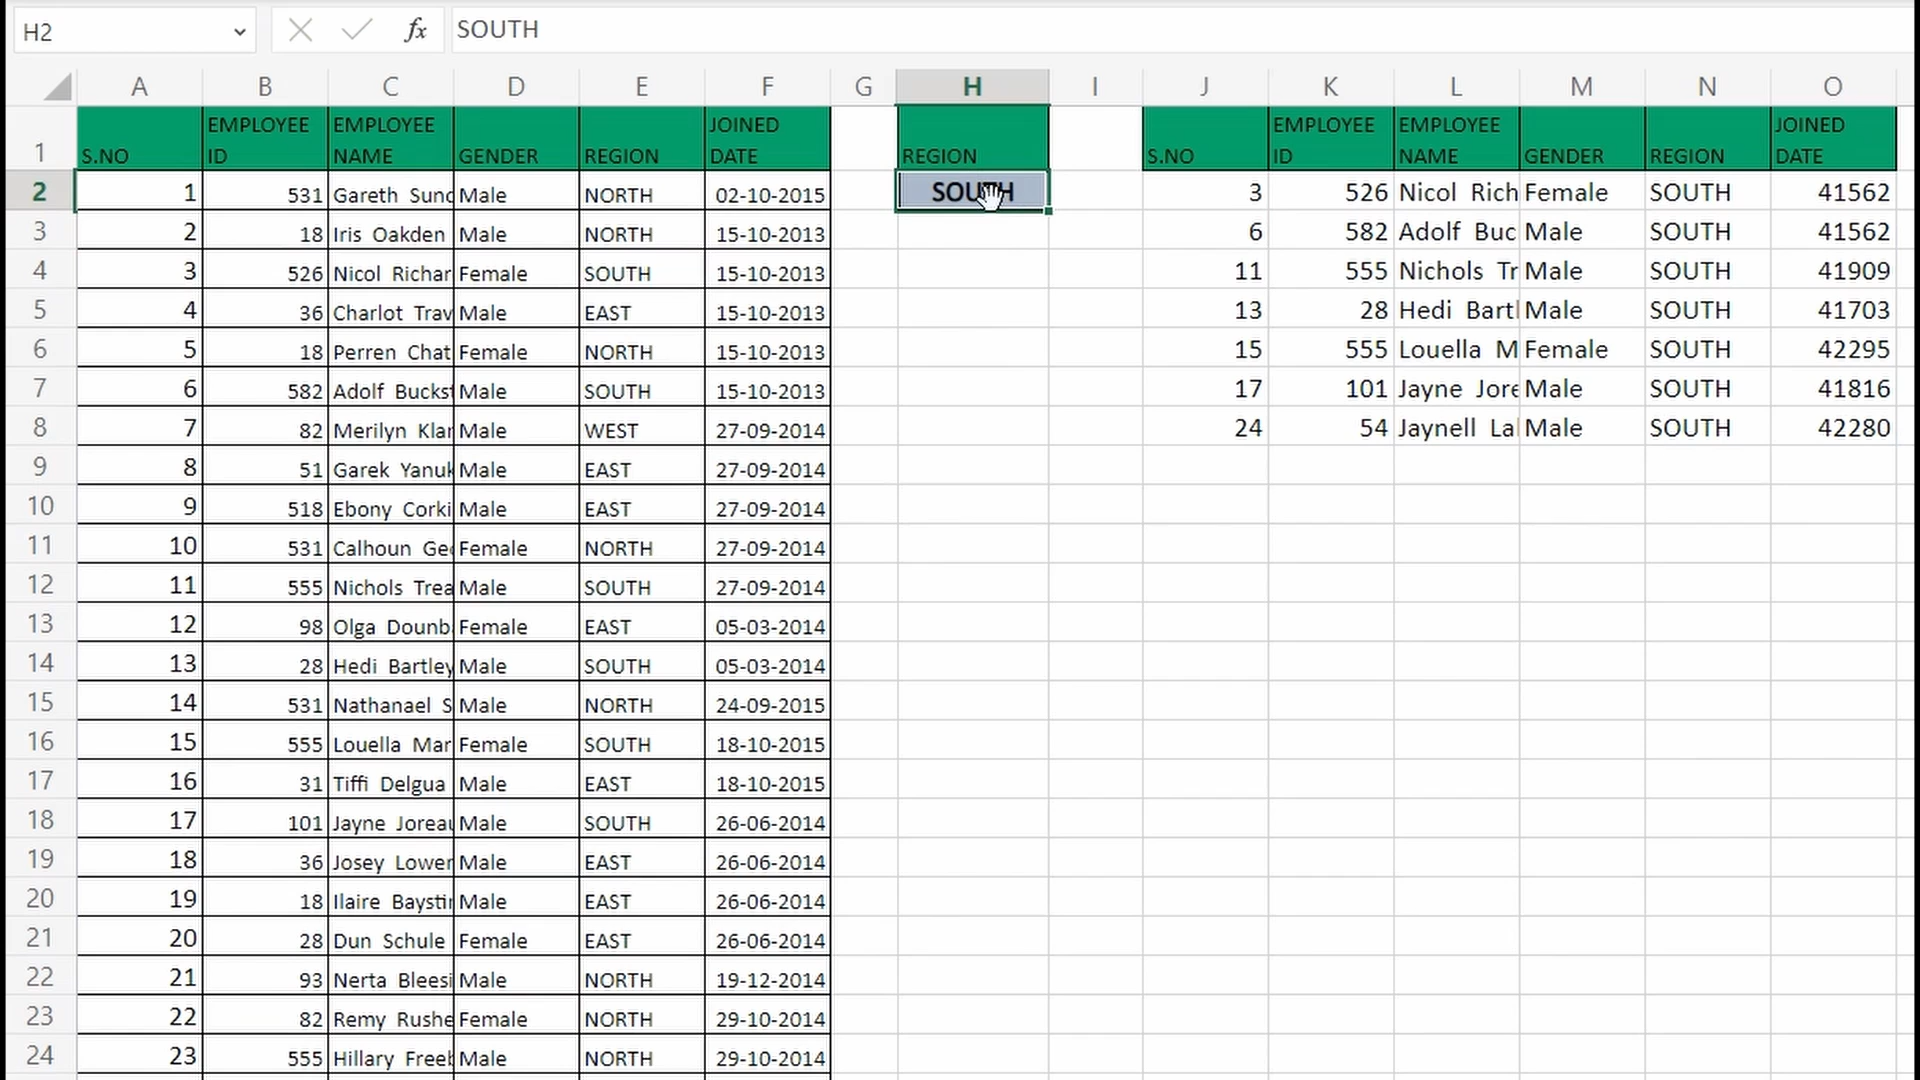 H2 fx SOUTH
A B C D E F G H I J K L M N O
1 S.NO EMPLOYEE ID EMPLOYEE NAME GENDER REGION JOINED DATE REGION S.NO EMPLOYEE ID EMPLOYEE NAME GENDER REGION JOINED DATE
2 1 531 Gareth Sund Male NORTH 02-10-2015 SOUTH 3 526 Nicol Rich Female SOUTH 41562
3 2 18 Iris Oakden Male NORTH 15-10-2013 6 582 Adolf Buc Male SOUTH 41562
4 3 526 Nicol Richar Female SOUTH 15-10-2013 11 555 Nichols Tr Male SOUTH 41909
5 4 36 Charlot Trav Male EAST 15-10-2013 13 28 Hedi Bartl Male SOUTH 41703
6 5 18 Perren Chat Female NORTH 15-10-2013 15 555 Louella M Female SOUTH 42295
7 6 582 Adolf Buckst Male SOUTH 15-10-2013 17 101 Jayne Jore Male SOUTH 41816
8 7 82 Merilyn Klar Male WEST 27-09-2014 24 54 Jaynell Lal Male SOUTH 42280
9 8 51 Garek Yanuk Male EAST 27-09-2014
10 9 518 Ebony Corki Male EAST 27-09-2014
11 10 531 Calhoun Geo Female NORTH 27-09-2014
12 11 555 Nichols Trea Male SOUTH 27-09-2014
13 12 98 Olga Dounb Female EAST 05-03-2014
14 13 28 Hedi Bartley Male SOUTH 05-03-2014
15 14 531 Nathanael S Male NORTH 24-09-2015
16 15 555 Louella Mar Female SOUTH 18-10-2015
17 16 31 Tiffi Delgua Male EAST 18-10-2015
18 17 101 Jayne Joreau Male SOUTH 26-06-2014
19 18 36 Josey Lower Male EAST 26-06-2014
20 19 18 Ilaire Baystin Male EAST 26-06-2014
21 20 28 Dun Schule Female EAST 26-06-2014
22 21 93 Nerta Bleesi Male NORTH 19-12-2014
23 22 82 Remy Rushe Female NORTH 29-10-2014
24 23 555 Hillary Freeb Male NORTH 29-10-2014